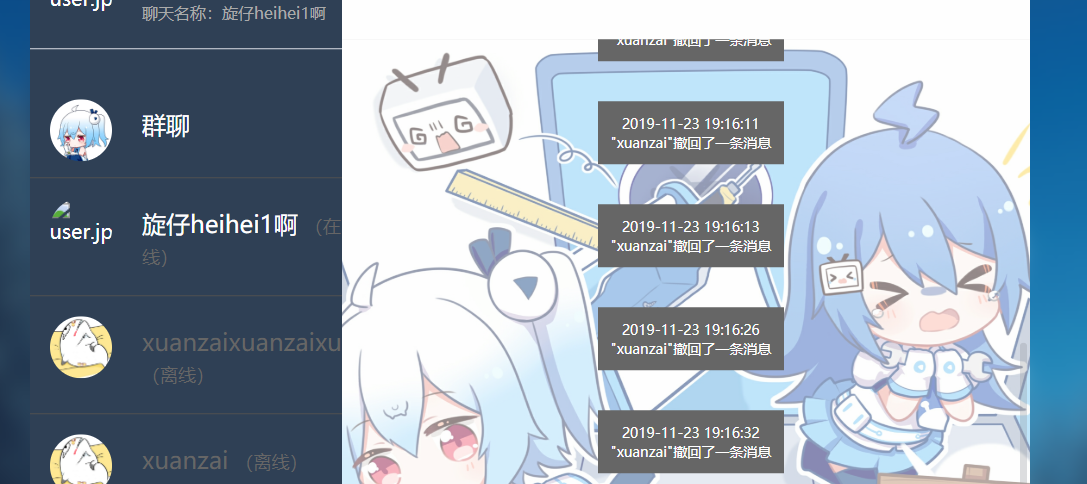 user.jp
聊天名称：旋仔heihei1啊
群聊
user.jp
旋仔heihei1啊（在
线）
xuanzaixuanzaixu
（离线）
xuanzai （离线）
"xuanzai"撤回了一条消息
2019-11-23 19:16:11
"xuanzai"撤回了一条消息
2019-11-23 19:16:13
"xuanzai"撤回了一条消息
2019-11-23 19:16:26
"xuanzai"撤回了一条消息
2019-11-23 19:16:32
"xuanzai"撤回了一条消息